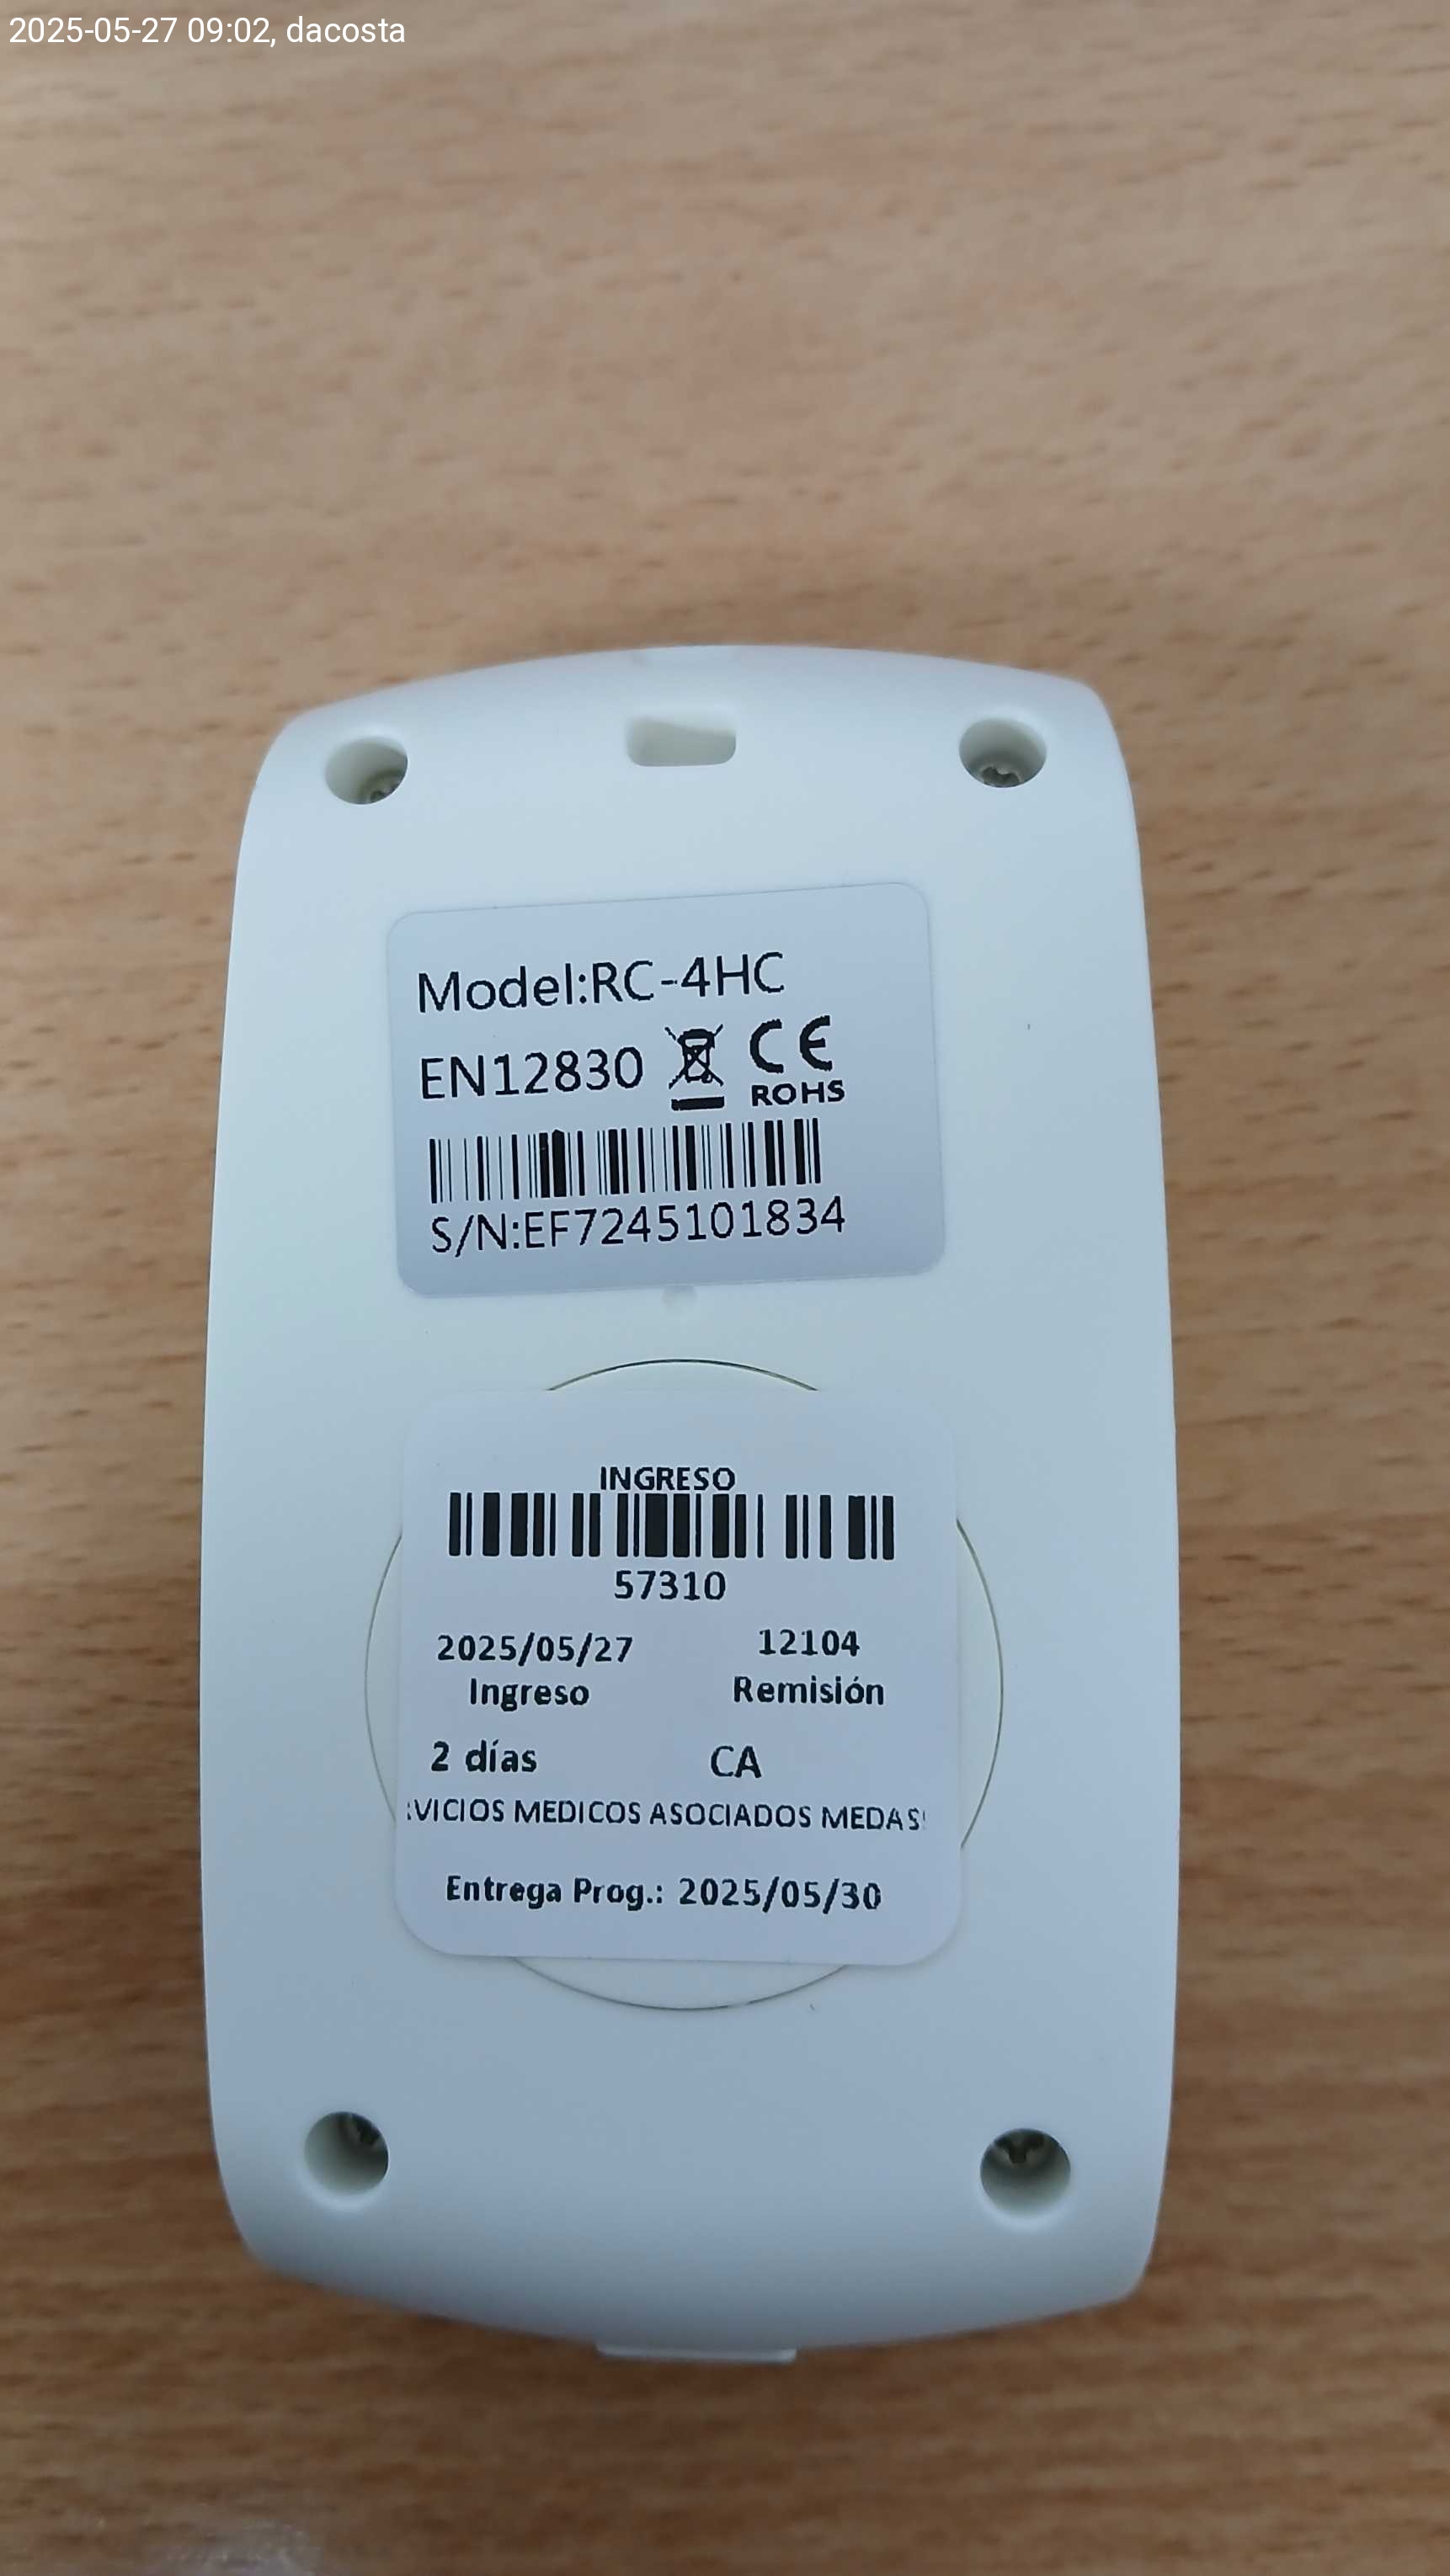 2025-05-27 09:02, dacosta
Model:RC-4HC
EN12830 CE
ROHS
S/N:EF7245101834
INGRESO
57310
2025/05/27 12104
Ingreso Remisión
2 días CA
VICIOS MEDICOS ASOCIADOS MEDAS
Entrega Prog.: 2025/05/30